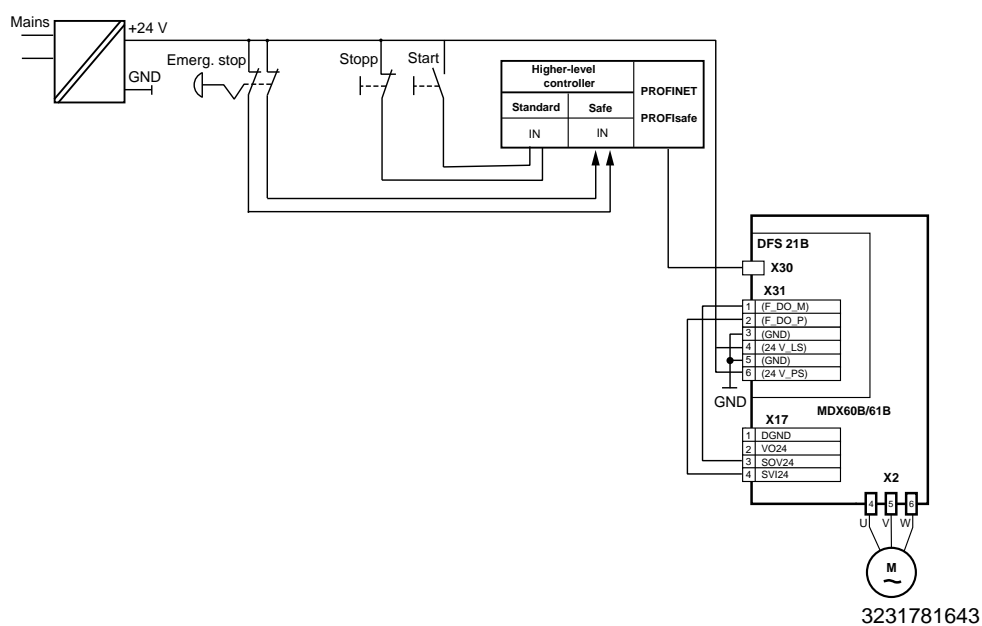 Mains
+24 V
GND
Emerg. stop
Stopp
Start
Higher-level
controller
Standard
Safe
IN
IN
PROFINET
PROFIsafe
DFS 21B
X30
X31
1 (F_DO_M)
2 (F_DO_P)
3 (GND)
4 (24 V_LS)
5 (GND)
6 (24 V_PS)
GND
MDX60B/61B
X17
1 DGND
2 VO24
3 SOV24
4 SVI24
X2
4 5 6
U V W
M
~
3231781643